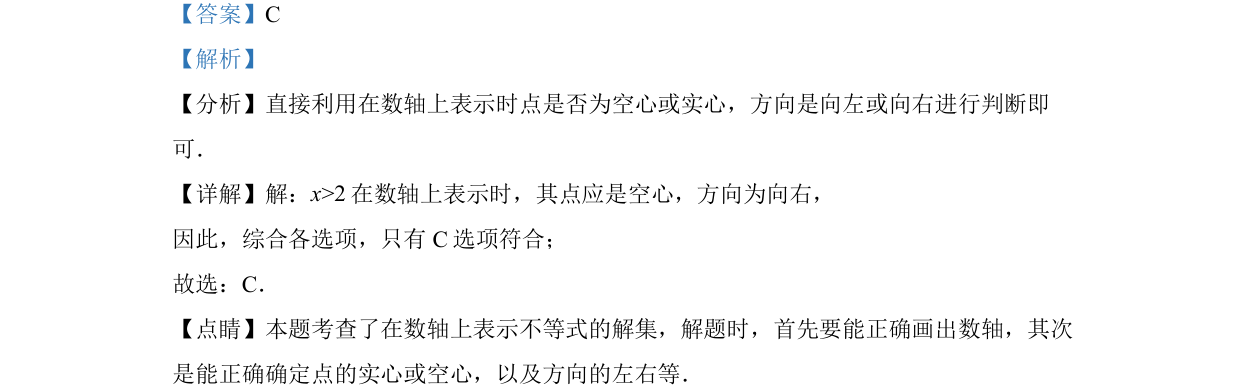 【答案】C
【解析】
【分析】直接利用在数轴上表示时点是否为空心或实心，方向是向左或向右进行判断即
可．
【详解】解：x>2 在数轴上表示时，其点应是空心，方向为向右，
因此，综合各选项，只有 C 选项符合；
故选：C．
【点睛】本题考查了在数轴上表示不等式的解集，解题时，首先要能正确画出数轴，其次
是能正确确定点的实心或空心，以及方向的左右等．